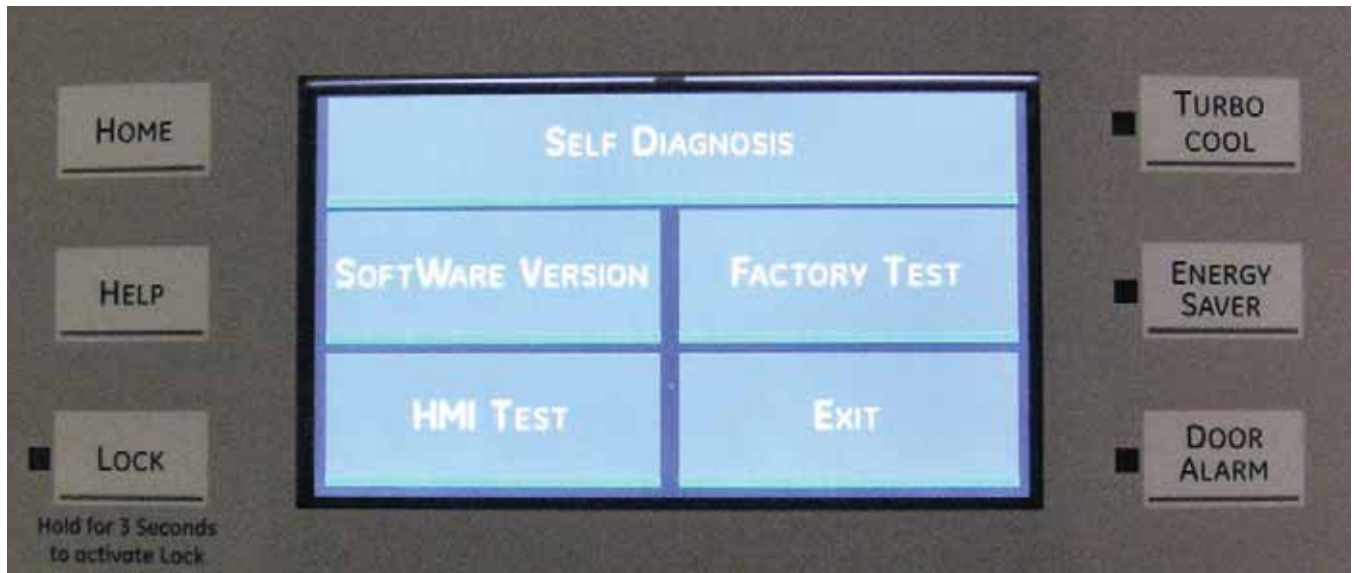 HOME
HELP
LOCK
Hold for 3 Seconds
to activate Lock
SELF DIAGNOSIS
SOFTWARE VERSION
FACTORY TEST
HMI TEST
EXIT
TURBO
COOL
ENERGY
SAVER
DOOR
ALARM